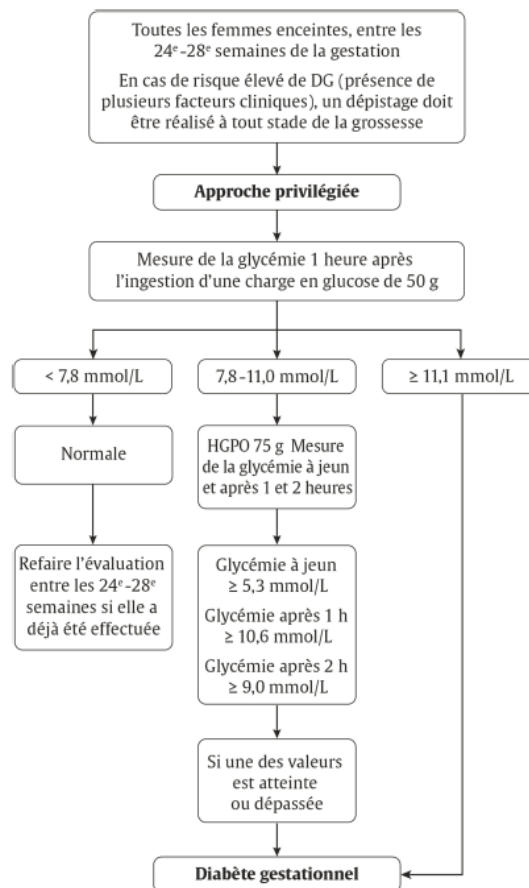 Toutes les femmes enceintes, entre les
24ᵉ-28ᵉ semaines de la gestation
En cas de risque élevé de DG (présence de
plusieurs facteurs cliniques), un dépistage doit
être réalisé à tout stade de la grossesse
Approche privilégiée
Mesure de la glycémie 1 heure après
l'ingestion d'une charge en glucose de 50 g
< 7,8 mmol/L
7,8-11,0 mmol/L
≥ 11,1 mmol/L
Normale
HGPO 75 g Mesure
de la glycémie à jeun
et après 1 et 2 heures
Refaire l'évaluation
entre les 24ᵉ-28ᵉ
semaines si elle a
déjà été effectuée
Glycémie à jeun
≥ 5,3 mmol/L
Glycémie après 1 h
≥ 10,6 mmol/L
Glycémie après 2 h
≥ 9,0 mmol/L
Si une des valeurs
est atteinte
ou dépassée
Diabète gestationnel